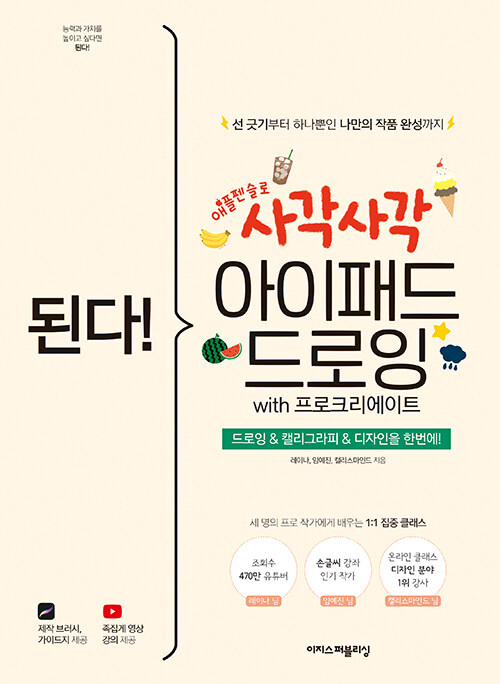 능력과 가치를
높이고 싶다면
된다!
선 긋기부터 하나뿐인 나만의 작품 완성까지
애플펜슬로
사각사각
아이패드
드로잉
된다!
with 프로크리에이트
드로잉 & 캘리그라피 & 디자인을 한번에!
레이나, 임예진, 캘리스마인드 지음
세 명의 프로 작가에게 배우는 1:1 집중 클래스
조회수
470만 유튜버
레이나 님
손글씨 강좌
인기 작가
임예진 님
온라인 클래스
디자인 분야
1위 강사
캘리스마인드 님
제작 브러시,
가이드지 제공
족집게 영상
강의 제공
이지스퍼블리싱